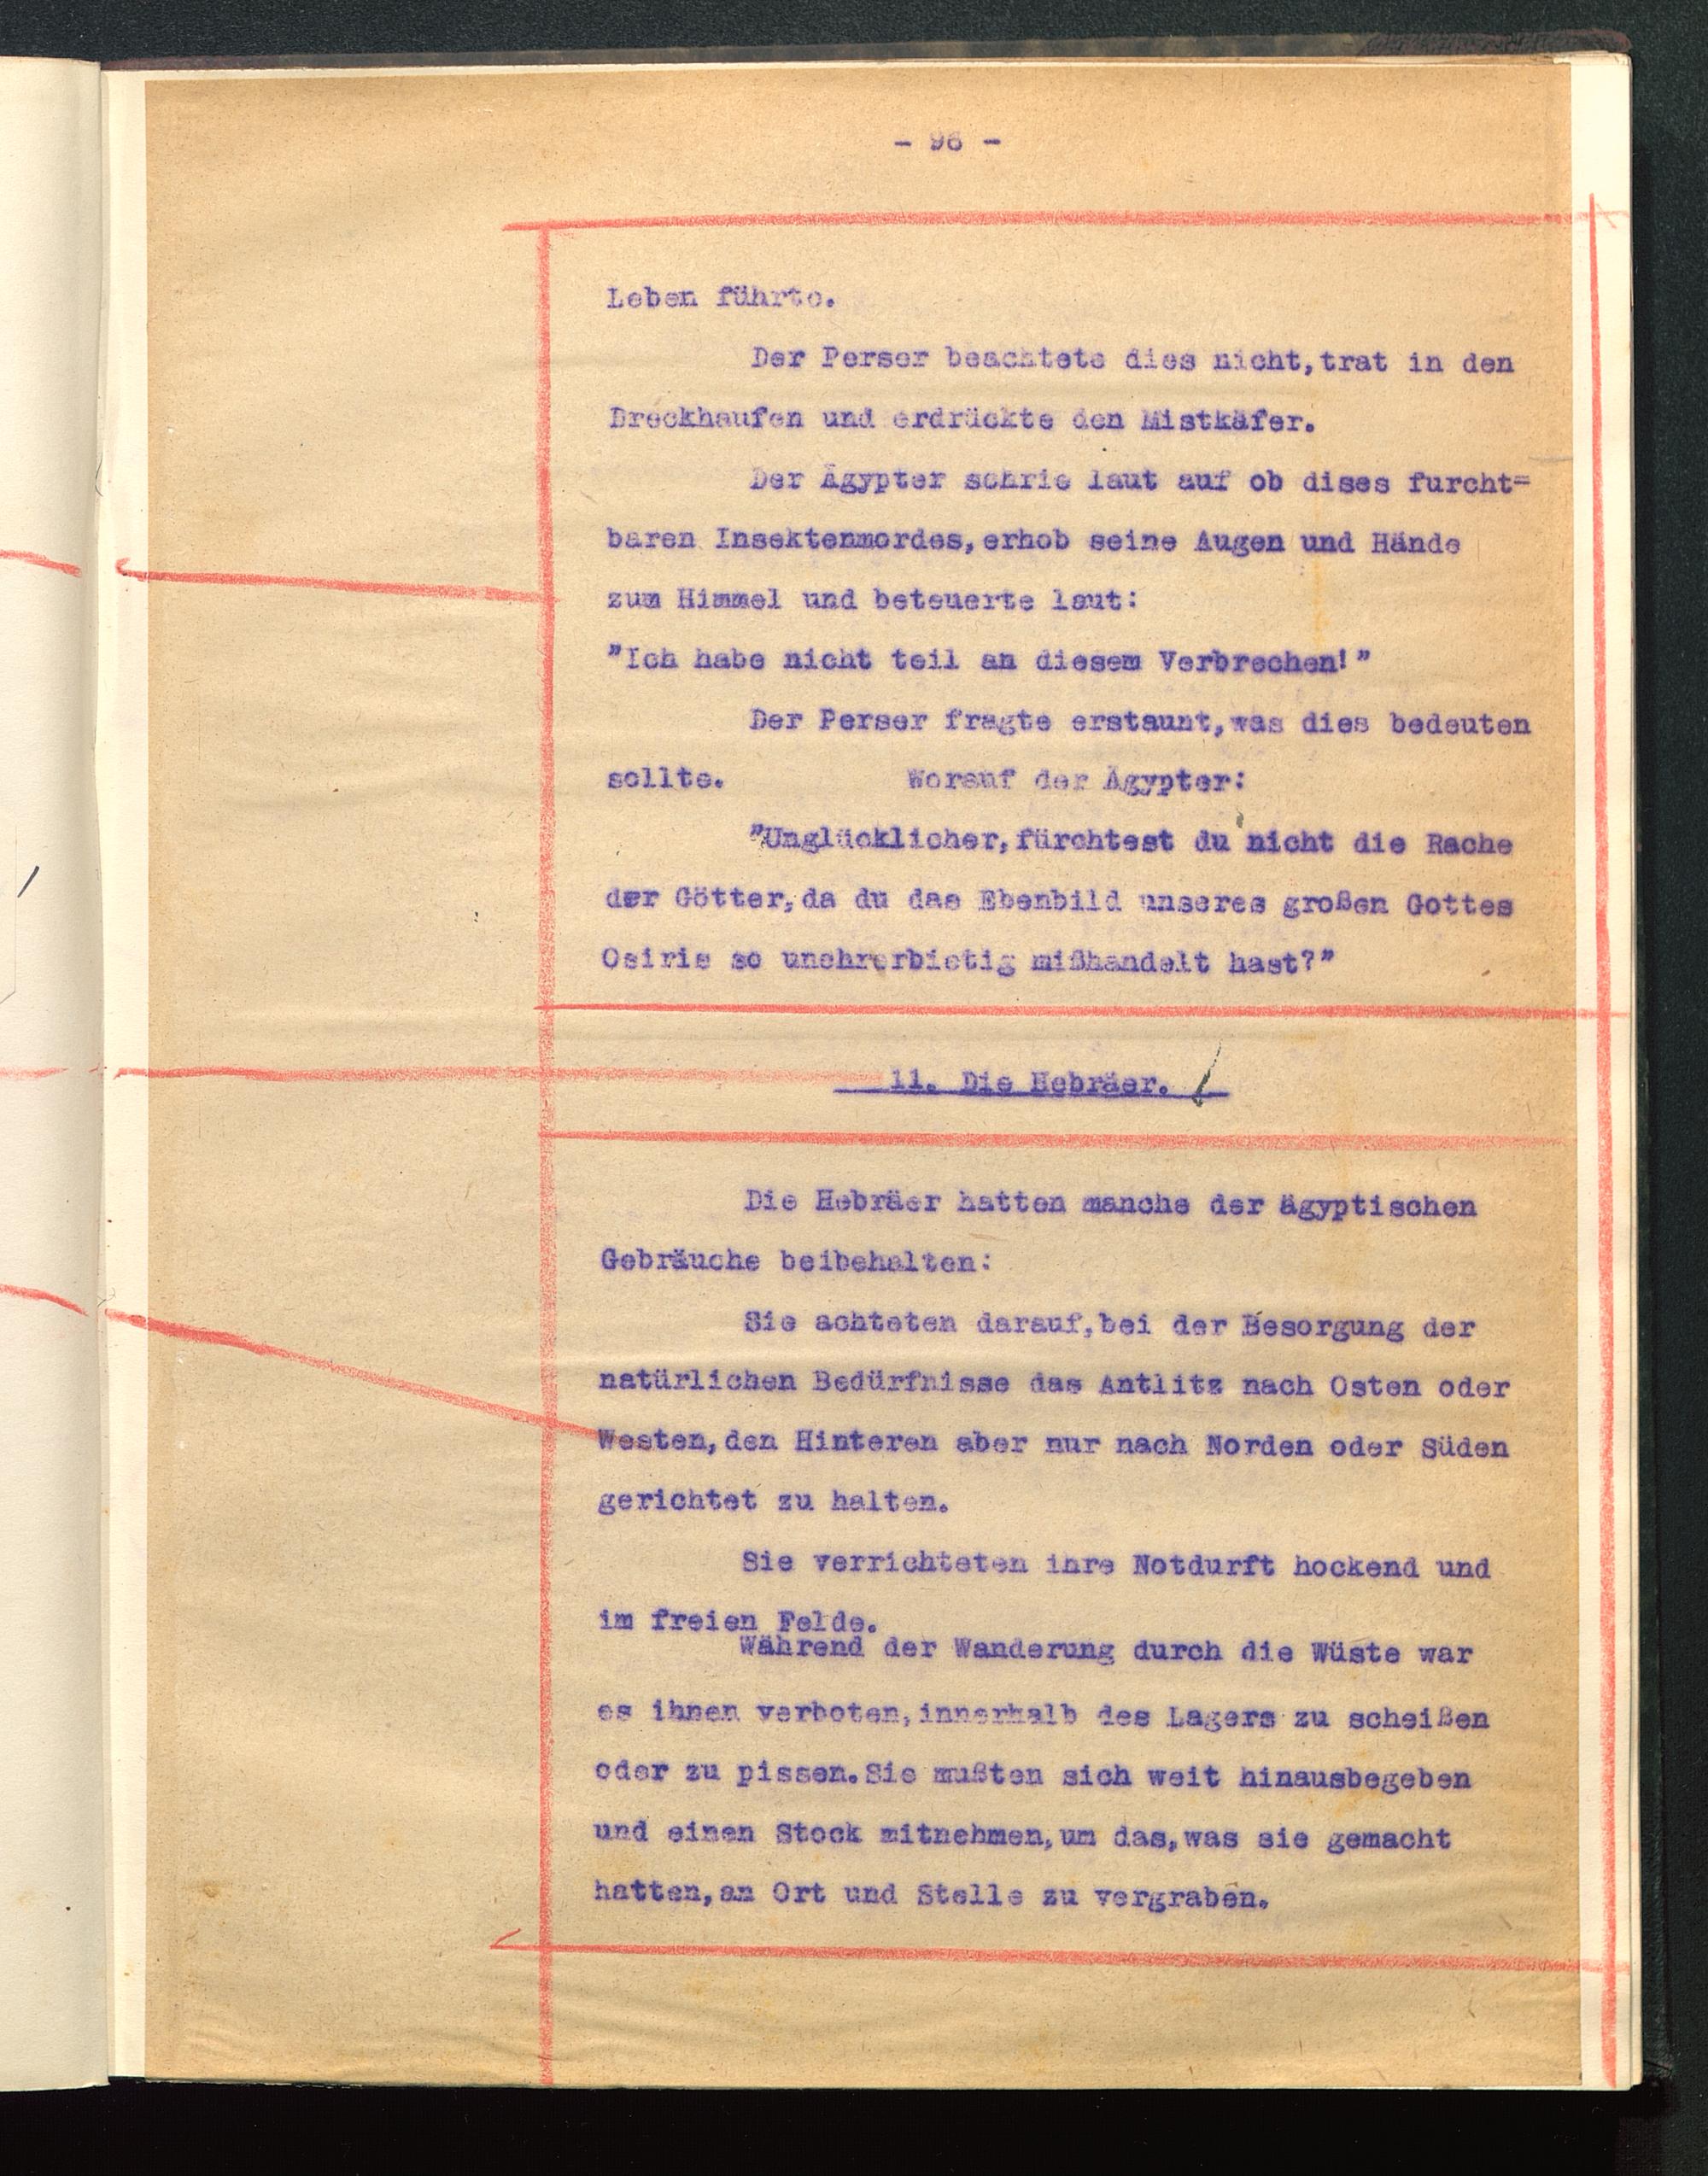 - 96 -
Leben führte.
Der Perser beachtete dies nicht,trat in den
Dreckhaufen und erdrückte den Mistkäfer.
Der Ägypter schrie laut auf ob dises furcht=
baren Insektenmordes,erhob seine Augen und Hände
zum Himmel und beteuerte laut:
"Ich habe nicht teil an diesem Verbrechen!"
Der Perser fragte erstaunt,was dies bedeuten
sollte. Worauf der Ägypter:
"Unglücklicher,fürchtest du nicht die Rache
der Götter,da du das Ebenbild unseres großen Gottes
Osiris so unehrerbietig mißhandelt hast?"
11. Die Hebräer.
Die Hebräer hatten manche der ägyptischen
Gebräuche beibehalten:
Sie achteten darauf,bei der Besorgung der
natürlichen Bedürfnisse das Antlitz nach Osten oder
Westen,den Hinteren aber nur nach Norden oder Süden
gerichtet zu halten.
Sie verrichteten ihre Notdurft hockend und
im freien Felde.
Während der Wanderung durch die Wüste war
es ihnen verboten,innerhalb des Lagers zu scheißen
oder zu pissen.Sie mußten sich weit hinausbegeben
und einen Stock mitnehmen,um das,was sie gemacht
hatten,an Ort und Stelle zu vergraben.